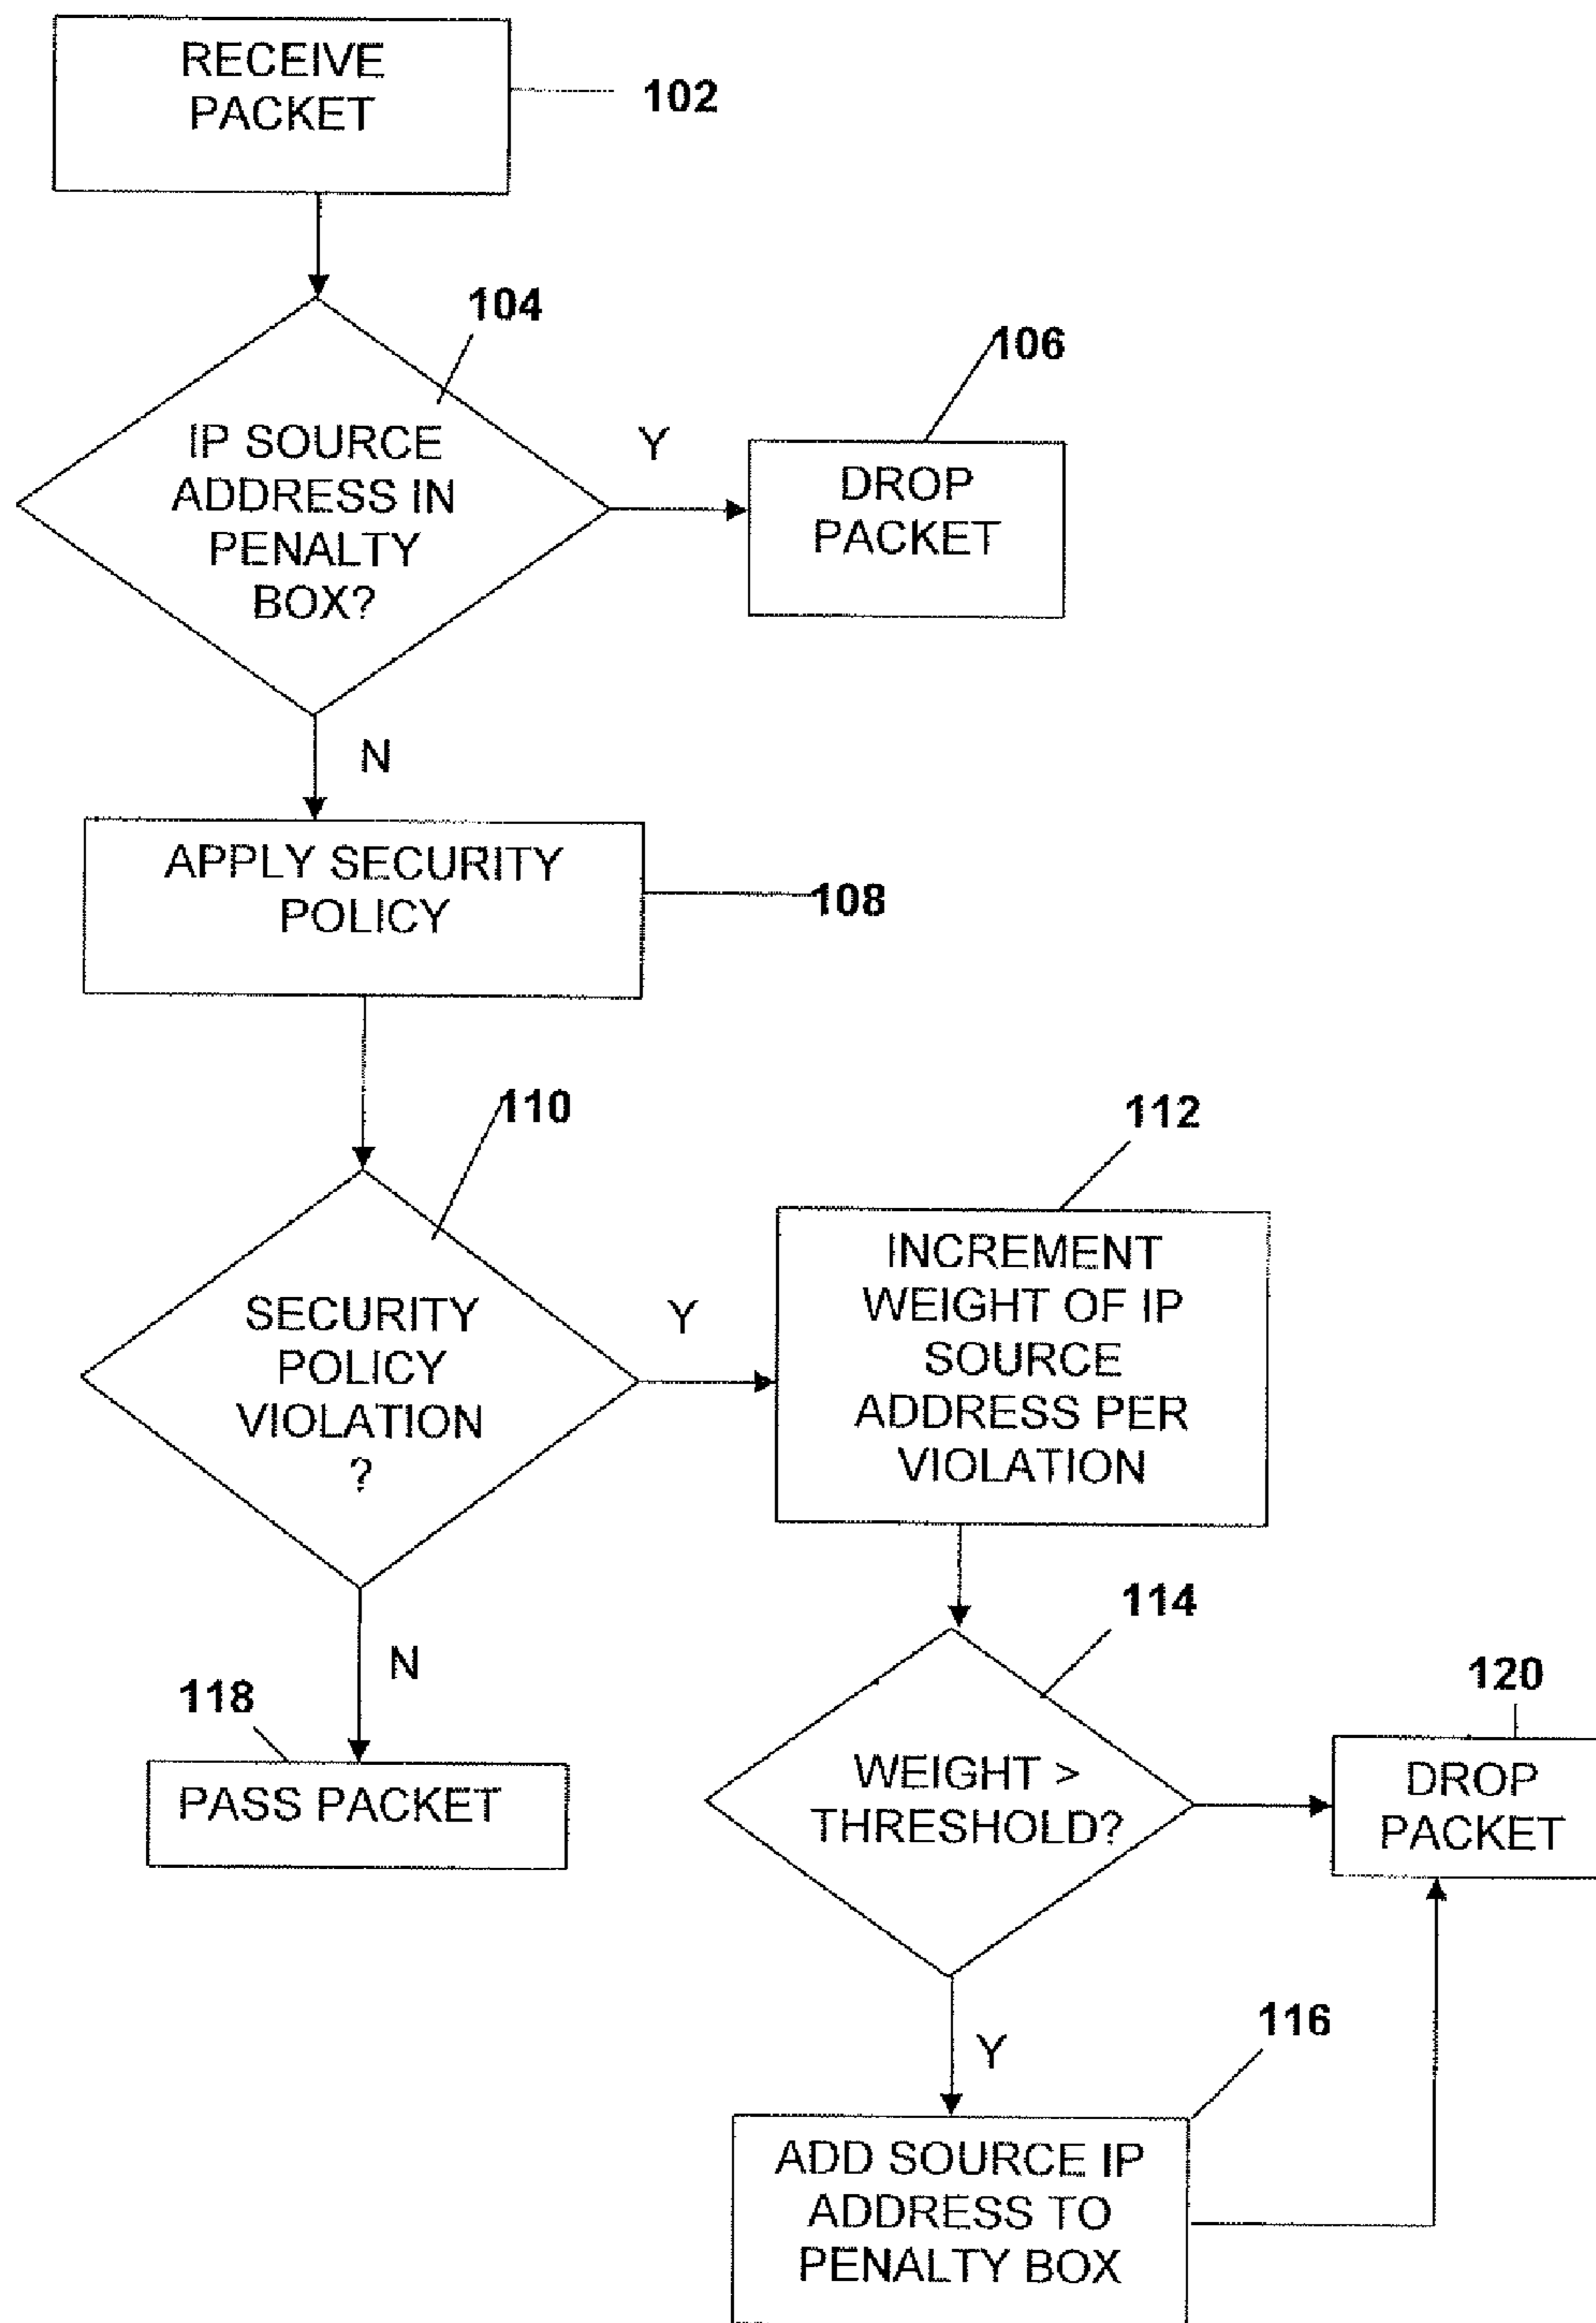 RECEIVE
PACKET
102
104
IP SOURCE
ADDRESS IN
PENALTY
BOX?
Y
106
DROP
PACKET
N
APPLY SECURITY
POLICY
108
110
SECURITY
POLICY
VIOLATION
?
Y
112
INCREMENT
WEIGHT OF IP
SOURCE
ADDRESS PER
VIOLATION
N
118
PASS PACKET
114
WEIGHT >
THRESHOLD?
120
DROP
PACKET
Y
116
ADD SOURCE IP
ADDRESS TO
PENALTY BOX